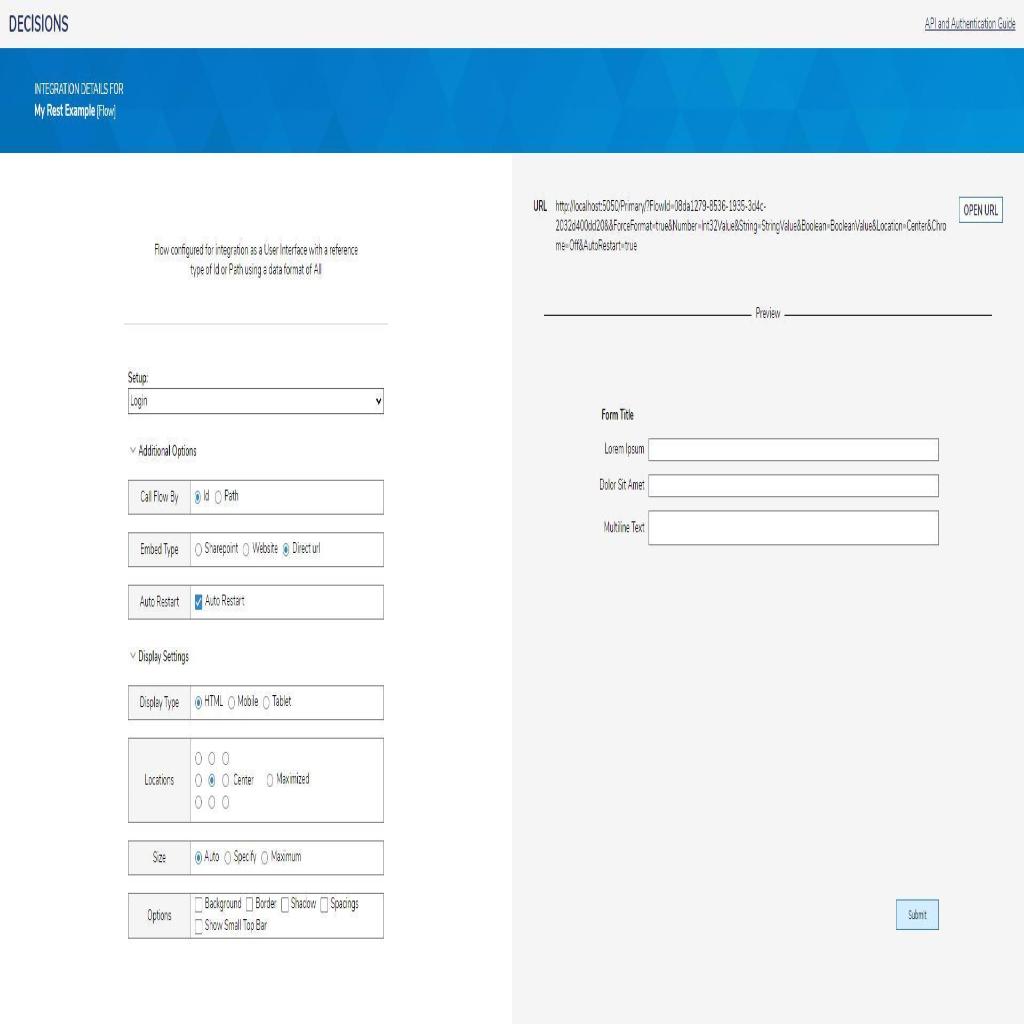 DECISIONS
API and Authentication Guide
INTEGRATION DETAILS FOR
My Rest Example [Flow]
Flow configured for integration as a User Interface with a reference
type of Id or Path using a data format of All
Setup:
Login
Additional Options
Call Flow By Id Path
Embed Type Sharepoint Website Direct url
Auto Restart Auto Restart
Display Settings
Display Type HTML Mobile Tablet
Locations Center Maximized
Size Auto Specify Maximum
Options Background Border Shadow Spacings
Show Small Top Bar
URL http://localhost:5050/Primary/?FlowId=08da1279-8536-1935-3d4c-
2032d400dd20&&ForceFormat=true&Number=Int32Value&String=StringValue&Boolean=BooleanValue&Location=Center&Chro
me=Off&AutoRestart=true
OPEN URL
Preview
Form Title
Lorem Ipsum
Dolor Sit Amet
Multiline Text
Submit